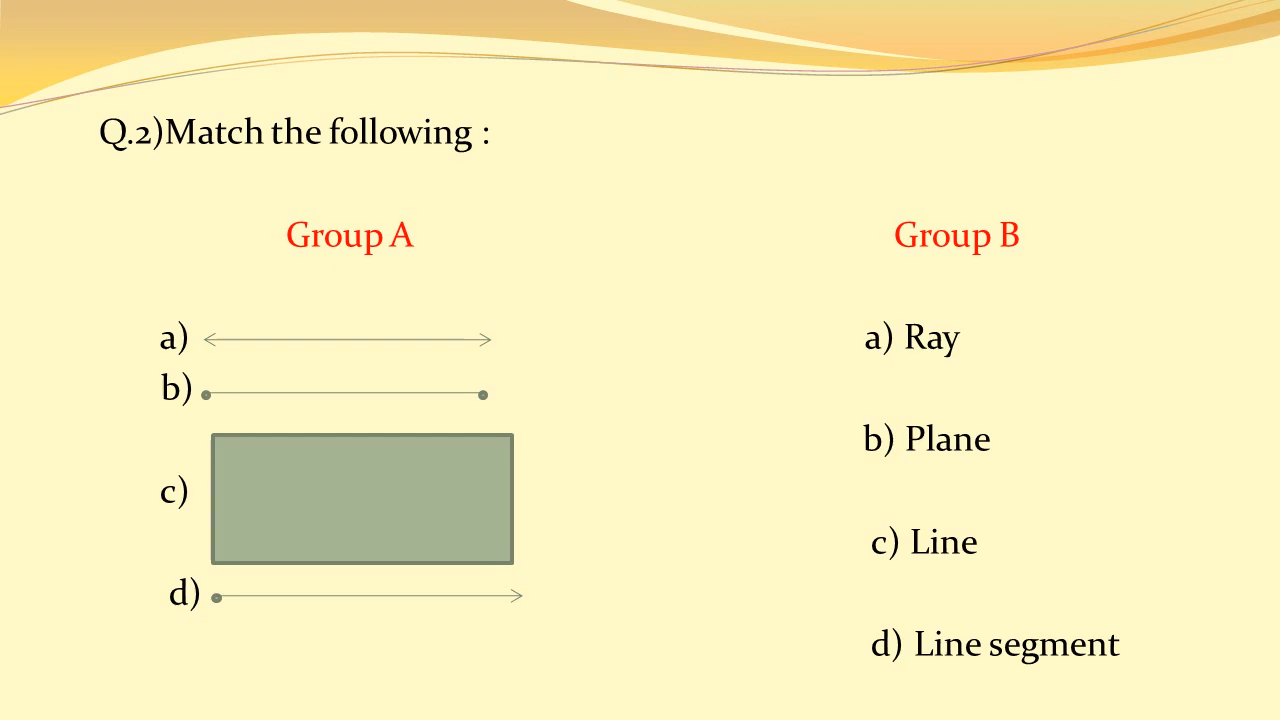 Q.2)Match the following :
Group A Group B
a) a) Ray
b)
b) Plane
c)
c) Line
d)
d) Line segment